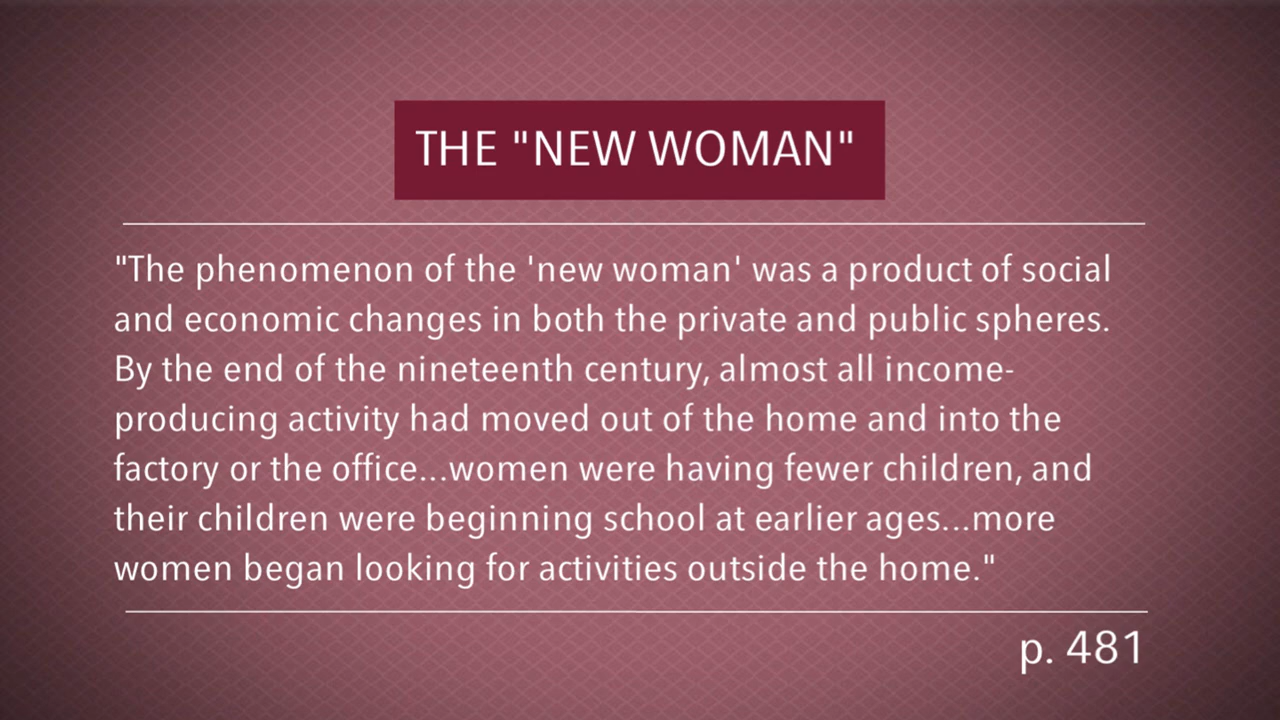 THE "NEW WOMAN"
"The phenomenon of the 'new woman' was a product of social
and economic changes in both the private and public spheres.
By the end of the nineteenth century, almost all income-
producing activity had moved out of the home and into the
factory or the office...women were having fewer children, and
their children were beginning school at earlier ages...more
women began looking for activities outside the home."
p. 481